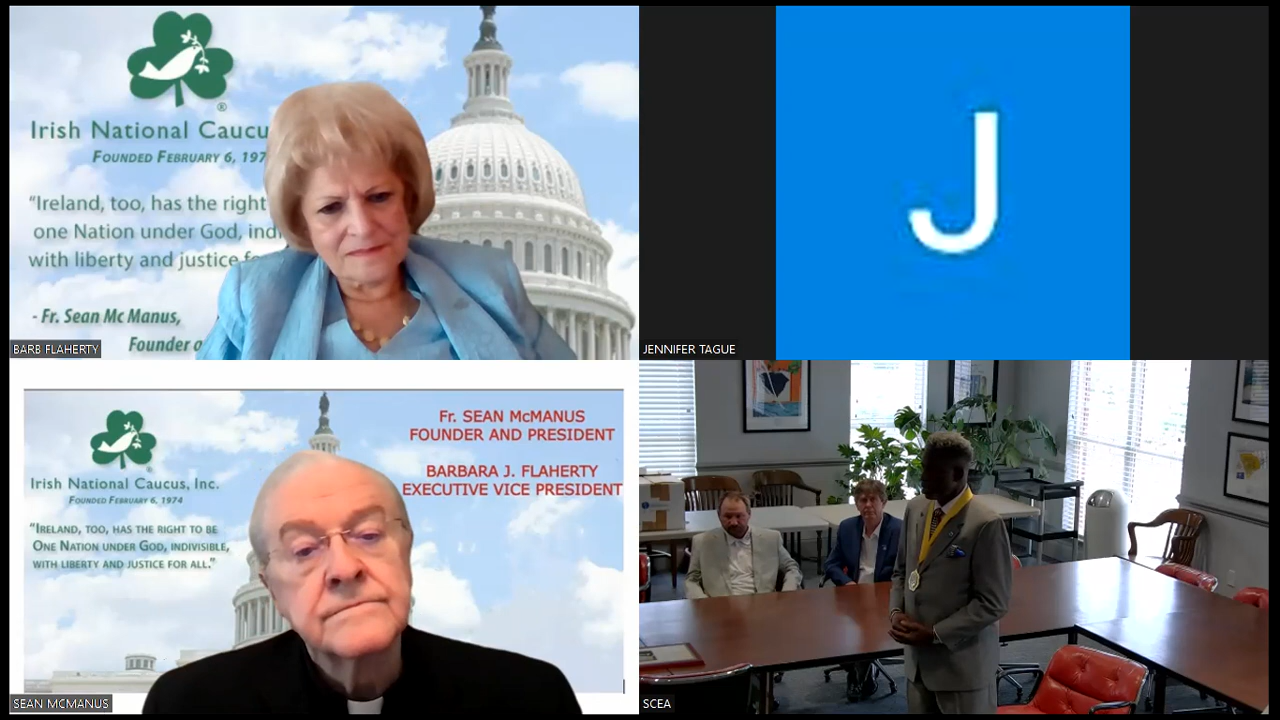 Irish National Caucu
FOUNDED FEBRUARY 6, 197
"Ireland, too, has the right
one Nation under God, indi
with liberty and justice fo
- Fr. Sean Mc Manus,
Founder a
BARB FLAHERTY
J
JENNIFER TAGUE
Fr. SEAN McMANUS
FOUNDER AND PRESIDENT
BARBARA J. FLAHERTY
EXECUTIVE VICE PRESIDENT
Irish National Caucus, Inc.
FOUNDED FEBRUARY 6, 1974
"IRELAND, TOO, HAS THE RIGHT TO BE
ONE NATION UNDER GOD, INDIVISIBLE,
WITH LIBERTY AND JUSTICE FOR ALL."
SEAN MCMANUS
SCEA